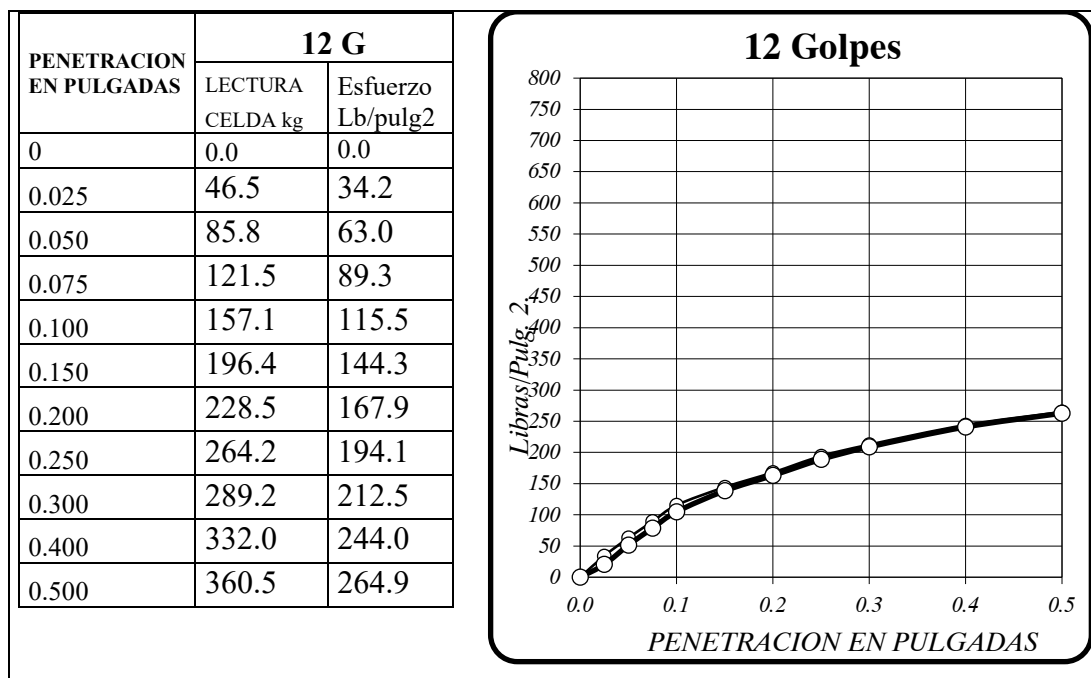 PENETRACION
EN PULGADAS
12 G
LECTURA
CELDA kg
Esfuerzo
Lb/pulg2
0 0.0 0.0
0.025 46.5 34.2
0.050 85.8 63.0
0.075 121.5 89.3
0.100 157.1 115.5
0.150 196.4 144.3
0.200 228.5 167.9
0.250 264.2 194.1
0.300 289.2 212.5
0.400 332.0 244.0
0.500 360.5 264.9
12 Golpes
800
750
700
650
600
550
500
450
400
350
300
250
200
150
100
50
0
Libras/Pulg. 2.
0.0 0.1 0.2 0.3 0.4 0.5
PENETRACION EN PULGADAS